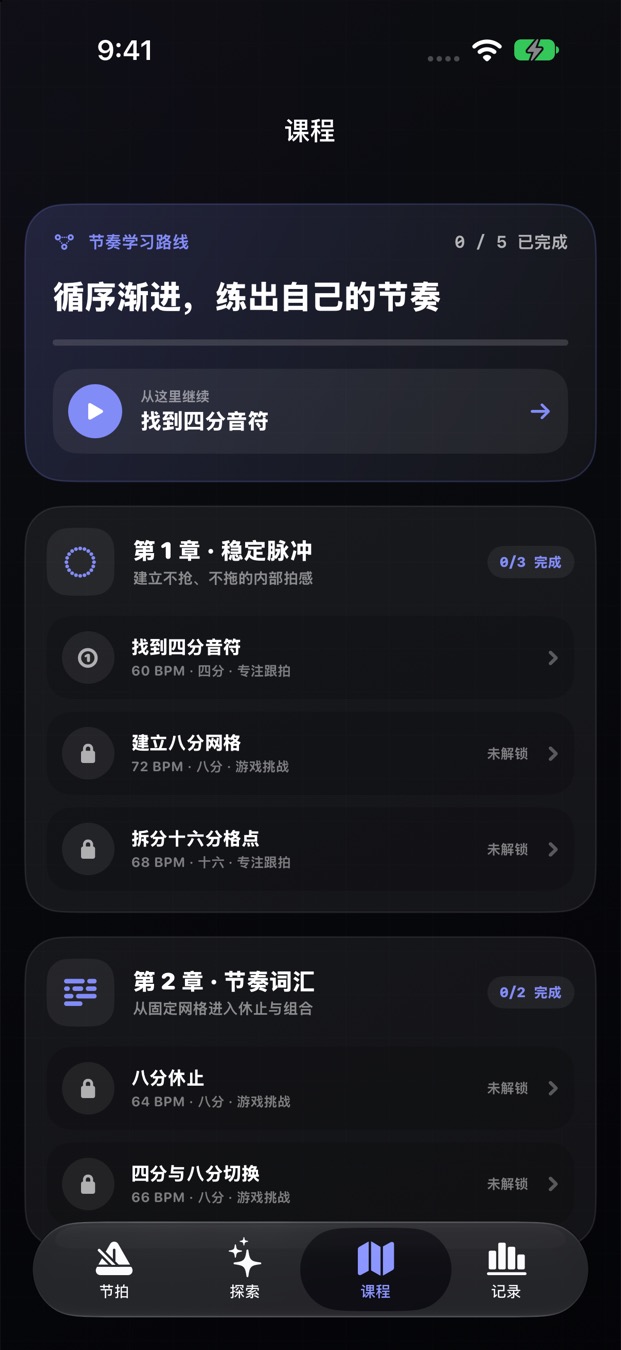 9:41
课程
节奏学习路线
0 / 5 已完成
循序渐进，练出自己的节奏
从这里继续
找到四分音符
第 1 章 · 稳定脉冲
建立不抢、不拖的内部拍感
0/3 完成
1
找到四分音符
60 BPM · 四分 · 专注跟拍
建立八分网格
72 BPM · 八分 · 游戏挑战
未解锁
拆分十六分格点
68 BPM · 十六 · 专注跟拍
未解锁
第 2 章 · 节奏词汇
从固定网格进入休止与组合
0/2 完成
八分休止
64 BPM · 八分 · 游戏挑战
未解锁
四分与八分切换
66 BPM · 八分 · 游戏挑战
未解锁
节拍
探索
课程
记录